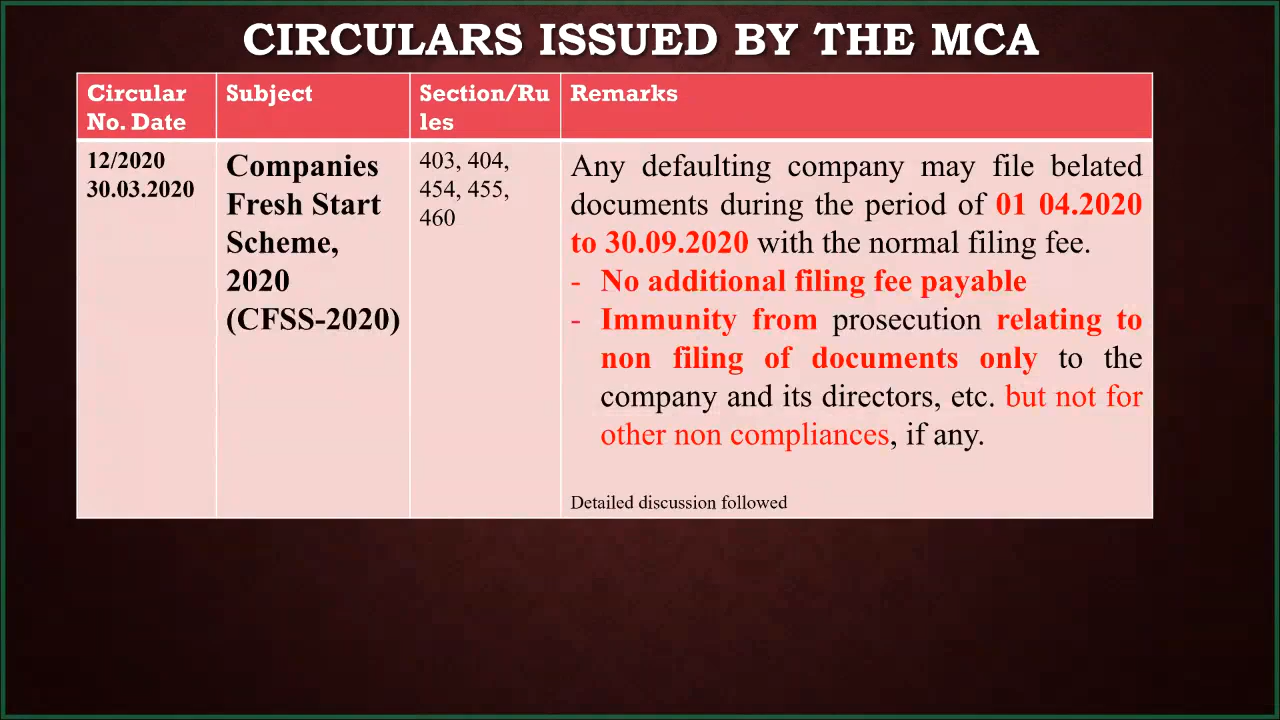 CIRCULARS ISSUED BY THE MCA
Circular
No. Date
Subject
Section/Ru
les
Remarks
12/2020
30.03.2020
Companies
Fresh Start
Scheme,
2020
(CFSS-2020)
403, 404,
454, 455,
460
Any defaulting company may file belated
documents during the period of 01 04.2020
to 30.09.2020 with the normal filing fee.
- No additional filing fee payable
- Immunity from prosecution relating to
non filing of documents only to the
company and its directors, etc. but not for
other non compliances, if any.
Detailed discussion followed